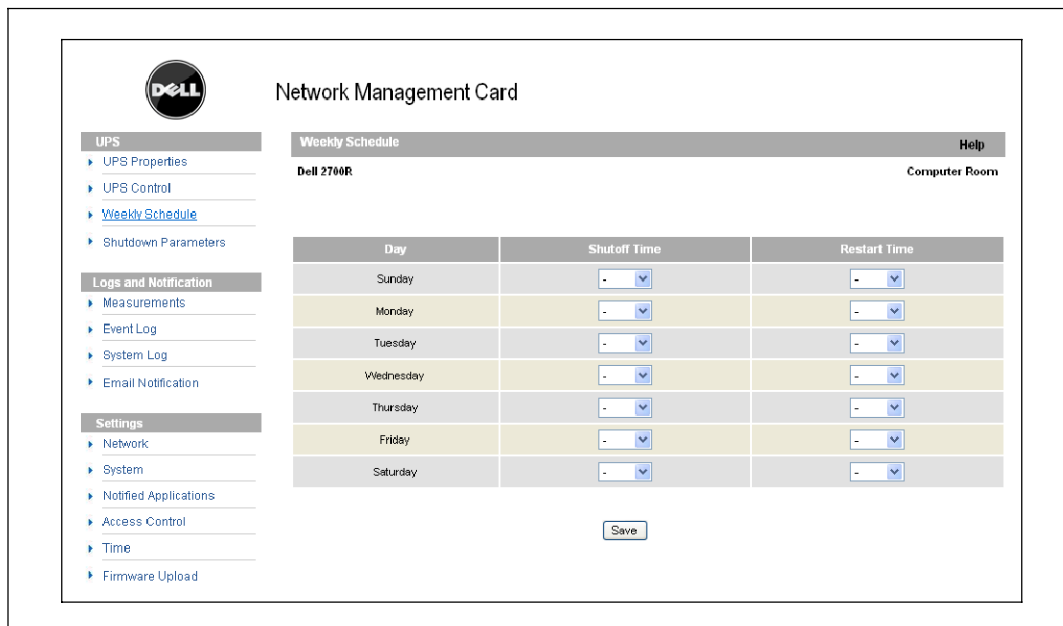 DELL
Network Management Card
UPS
UPS Properties
UPS Control
Weekly Schedule
Shutdown Parameters
Logs and Notification
Measurements
Event Log
System Log
Email Notification
Settings
Network
System
Notified Applications
Access Control
Time
Firmware Upload
Weekly Schedule Help
Dell 2700R Computer Room
Day Shutoff Time Restart Time
Sunday - -
Monday - -
Tuesday - -
Wednesday - -
Thursday - -
Friday - -
Saturday - -
Save